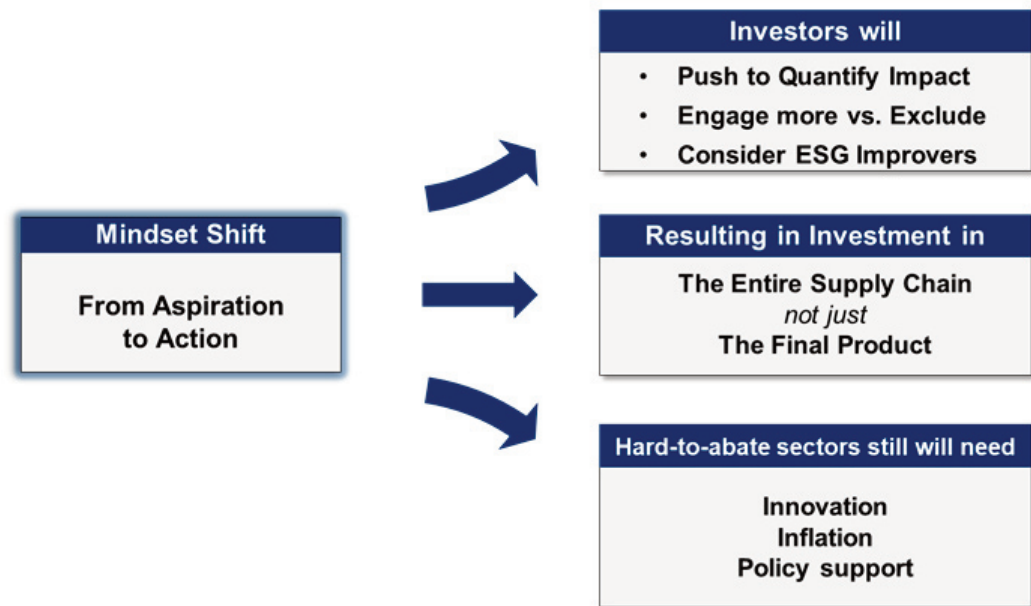 Mindset Shift
From Aspiration
to Action
Investors will
• Push to Quantify Impact
• Engage more vs. Exclude
• Consider ESG Improvers
Resulting in Investment in
The Entire Supply Chain
not just
The Final Product
Hard-to-abate sectors still will need
Innovation
Inflation
Policy support